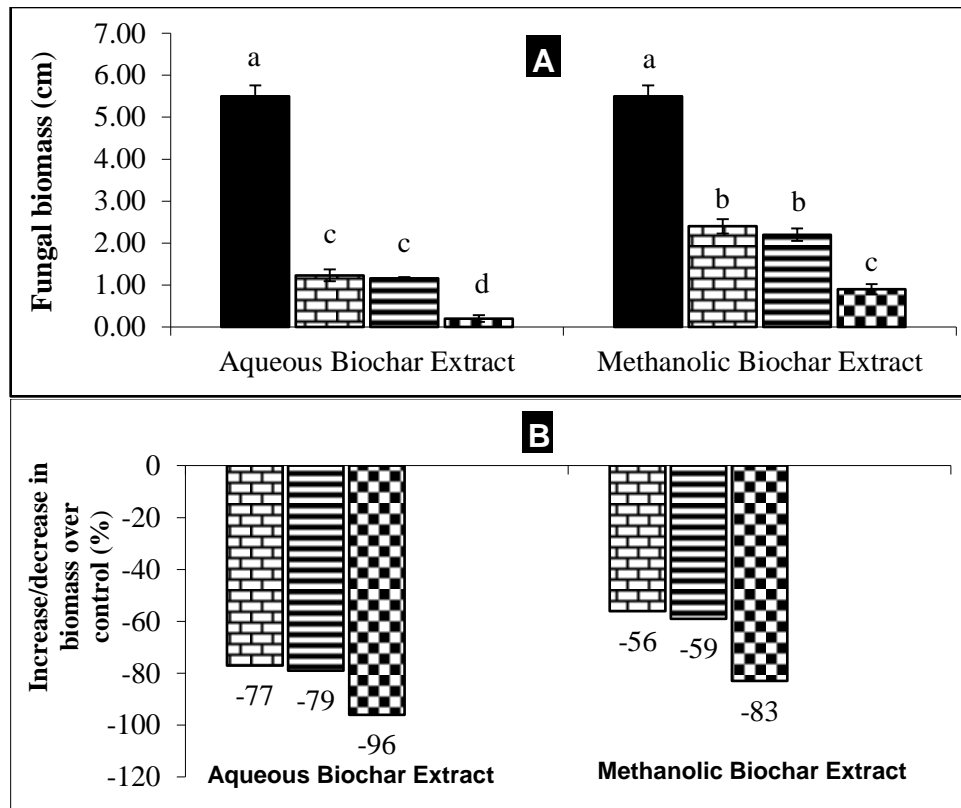 A
Fungal biomass (cm)
7.00
6.00
5.00
4.00
3.00
2.00
1.00
0.00
a
c
c
d
a
b
b
c
Aqueous Biochar Extract
Methanolic Biochar Extract
B
Increase/decrease in
biomass over
control (%)
0
-20
-40
-60
-80
-100
-120
-77
-79
-96
-56
-59
-83
Aqueous Biochar Extract
Methanolic Biochar Extract